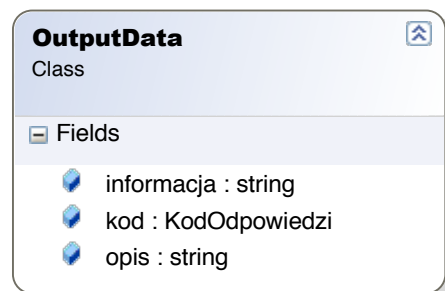 OutputData
Class
Fields
informacja : string
kod : KodOdpowiedzi
opis : string